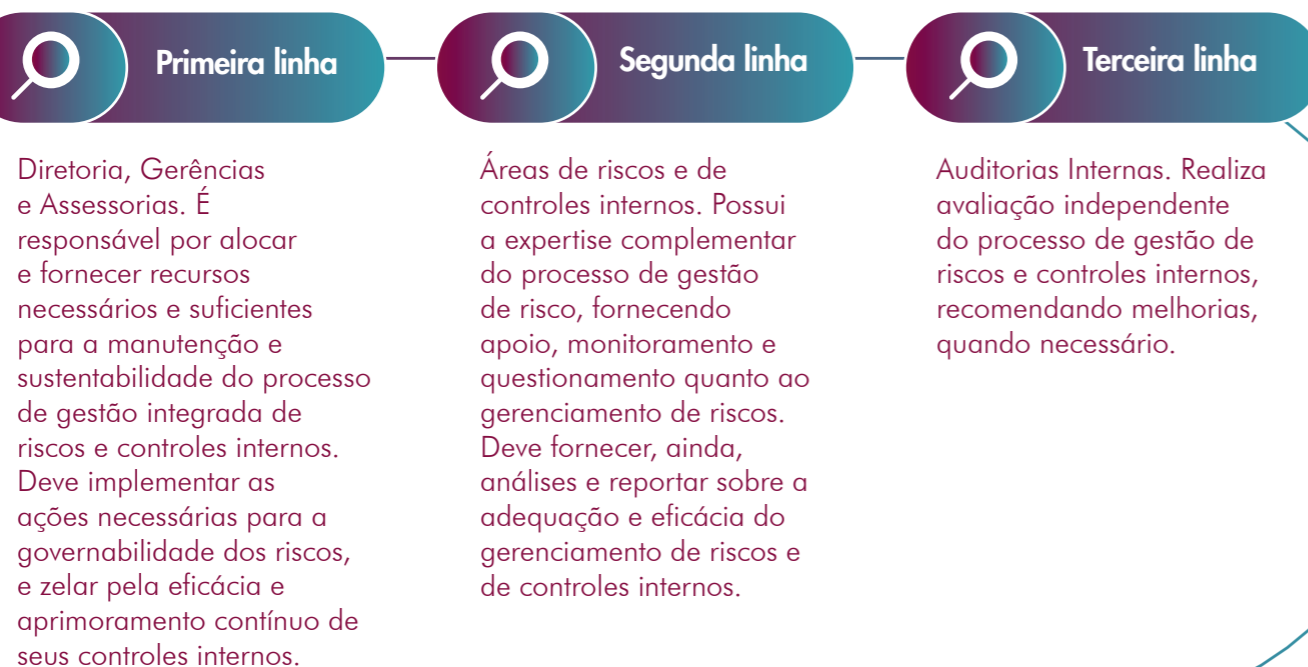 Primeira linha
Diretoria, Gerências
e Assessorias. É
responsável por alocar
e fornecer recursos
necessários e suficientes
para a manutenção e
sustentabilidade do processo
de gestão integrada de
riscos e controles internos.
Deve implementar as
ações necessárias para a
governabilidade dos riscos,
e zelar pela eficácia e
aprimoramento contínuo de
seus controles internos.
Segunda linha
Áreas de riscos e de
controles internos. Possui
a expertise complementar
do processo de gestão
de risco, fornecendo
apoio, monitoramento e
questionamento quanto ao
gerenciamento de riscos.
Deve fornecer, ainda,
análises e reportar sobre a
adequação e eficácia do
gerenciamento de riscos e
de controles internos.
Terceira linha
Auditorias Internas. Realiza
avaliação independente
do processo de gestão de
riscos e controles internos,
recomendando melhorias,
quando necessário.